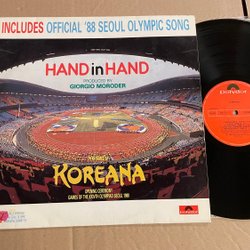 INCLUDES OFFICIAL '88 SEOUL OLYMPIC SONG
HAND in HAND
PRODUCED BY
GIORGIO MORODER
KOREANA
OPENING CEREMONY
GAMES OF THE XXIVTH OLYMPIAD SEOUL 1988
polydor